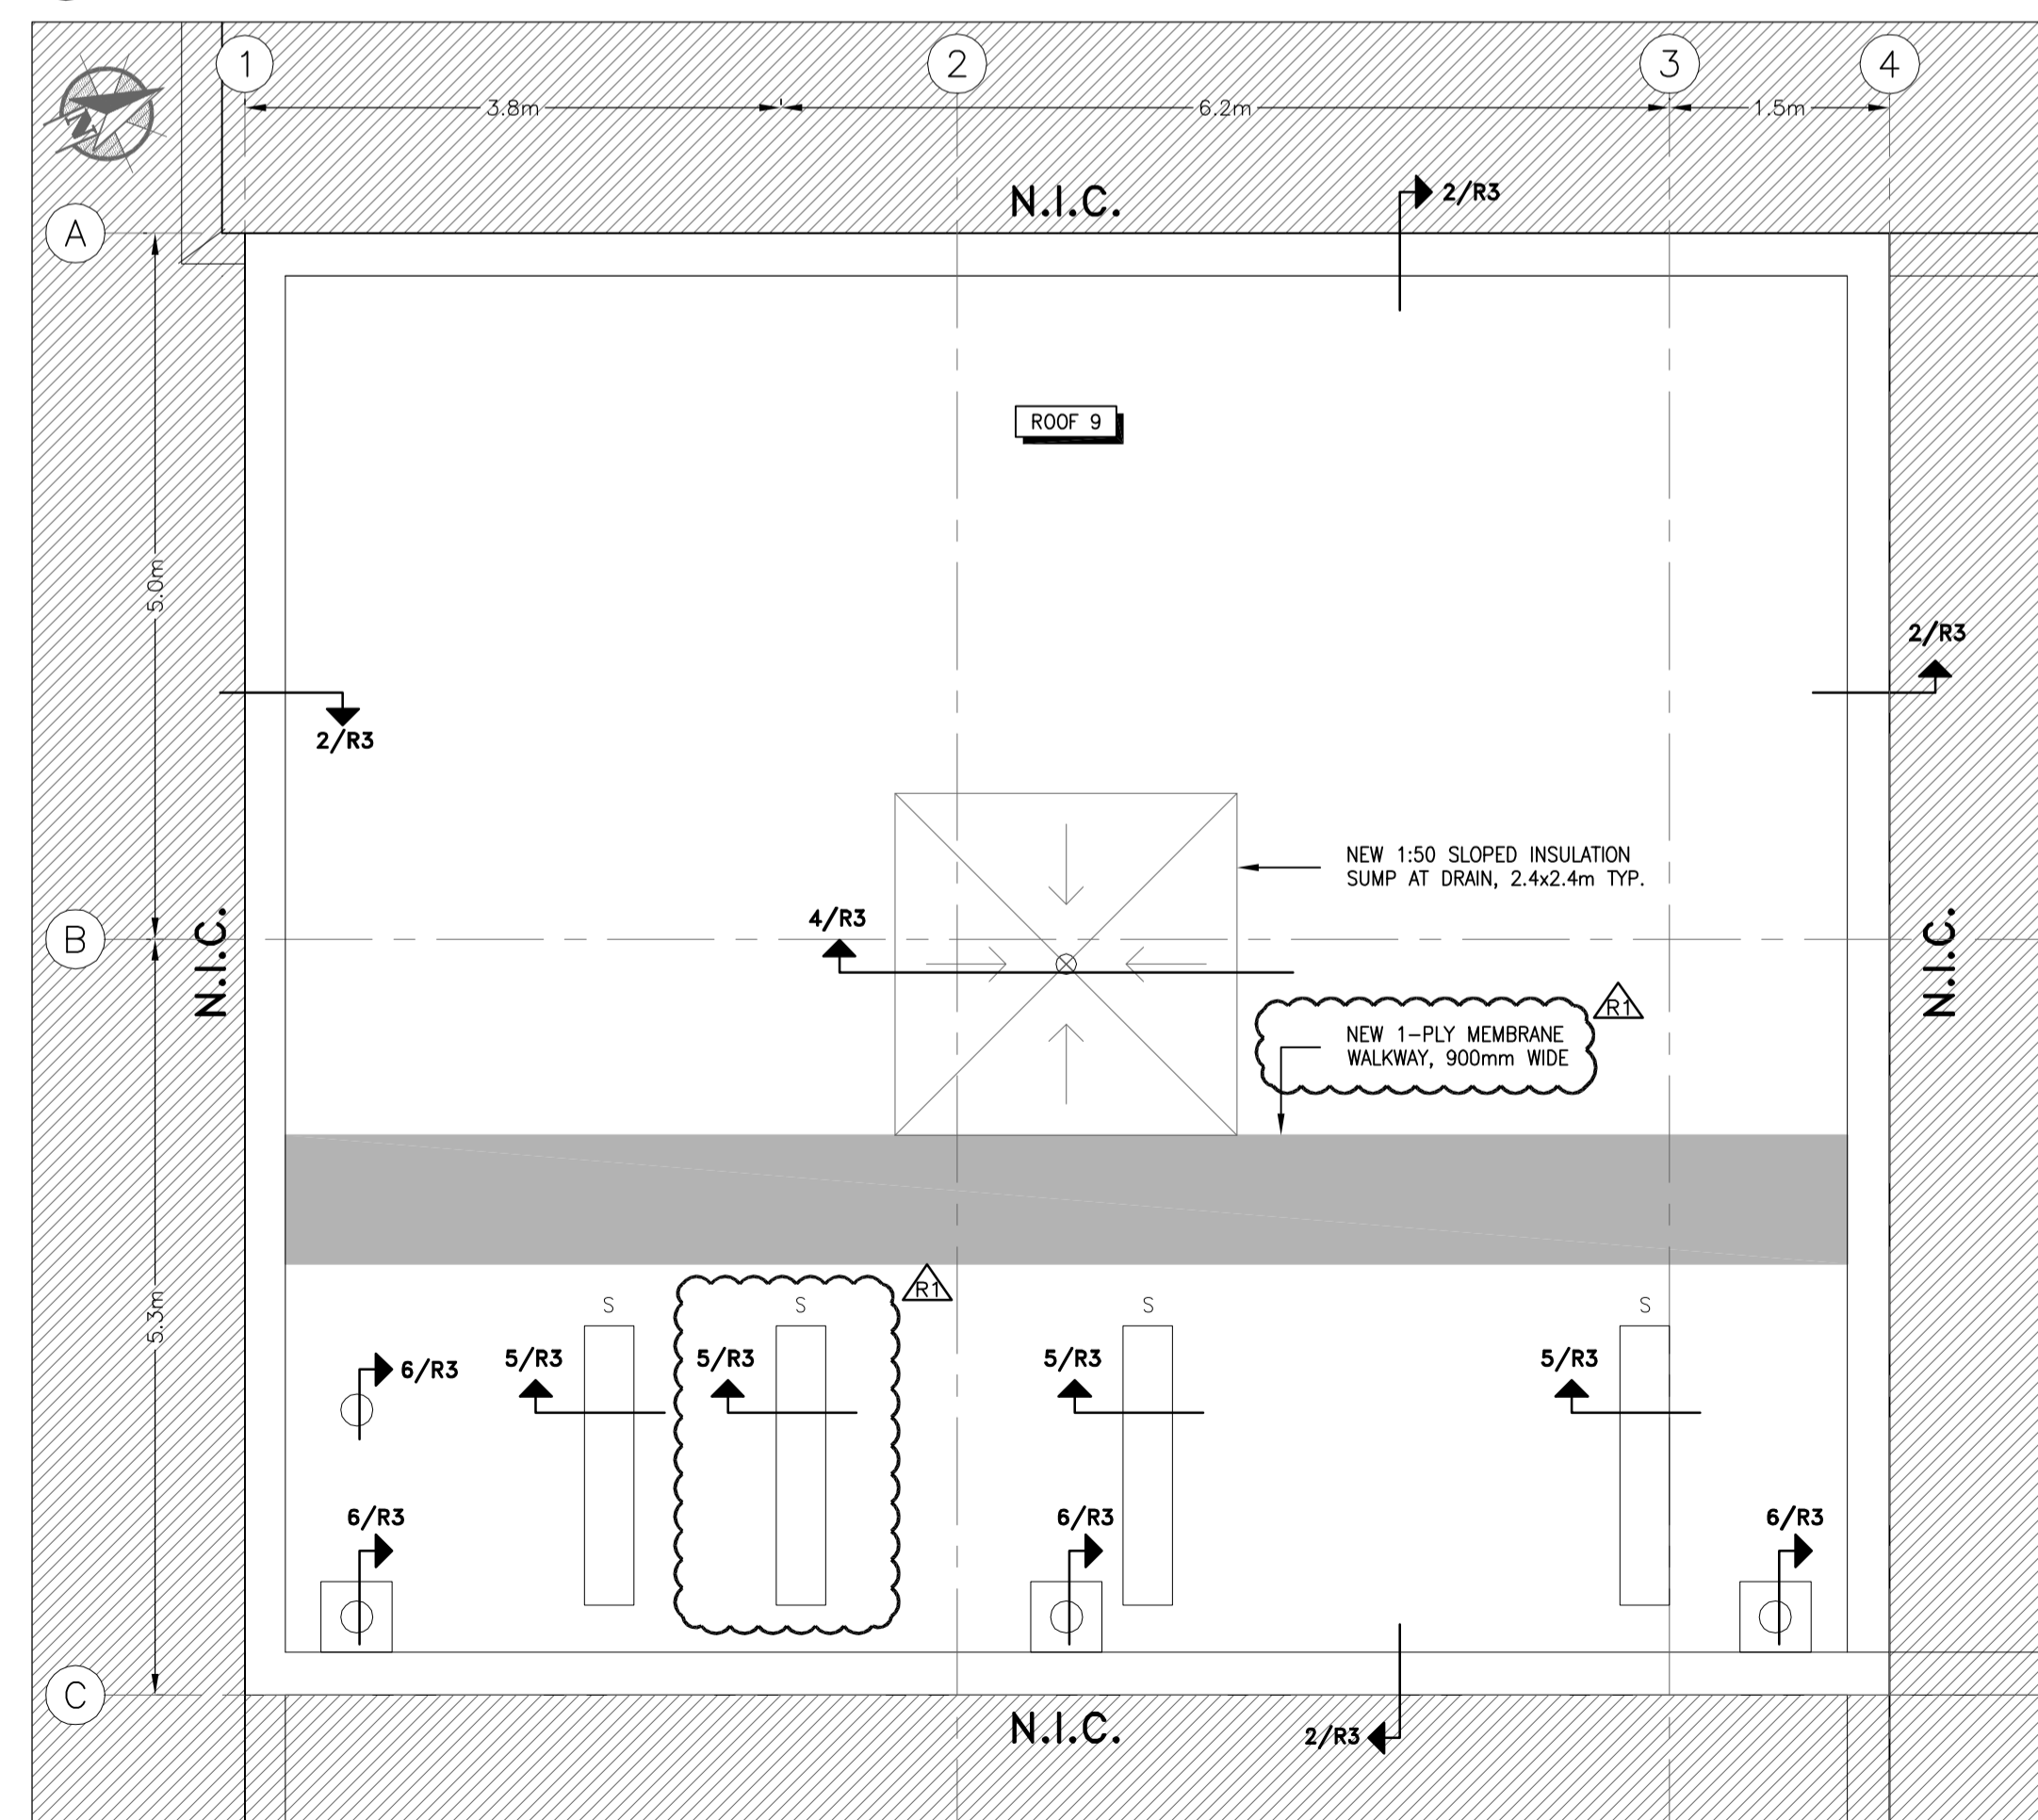 1
2
3
4
3.8m
6.2m
1.5m
N
N.I.C.
2/R3
A
ROOF 9
5.0m
2/R3
2/R3
NEW 1:50 SLOPED INSULATION
SUMP AT DRAIN, 2.4x2.4m TYP.
4/R3
B
N.I.C.
N.I.C.
R1
NEW 1-PLY MEMBRANE
WALKWAY, 900mm WIDE
R1
5.3m
S
S
S
S
6/R3
5/R3
5/R3
5/R3
5/R3
6/R3
6/R3
6/R3
C
N.I.C.
2/R3